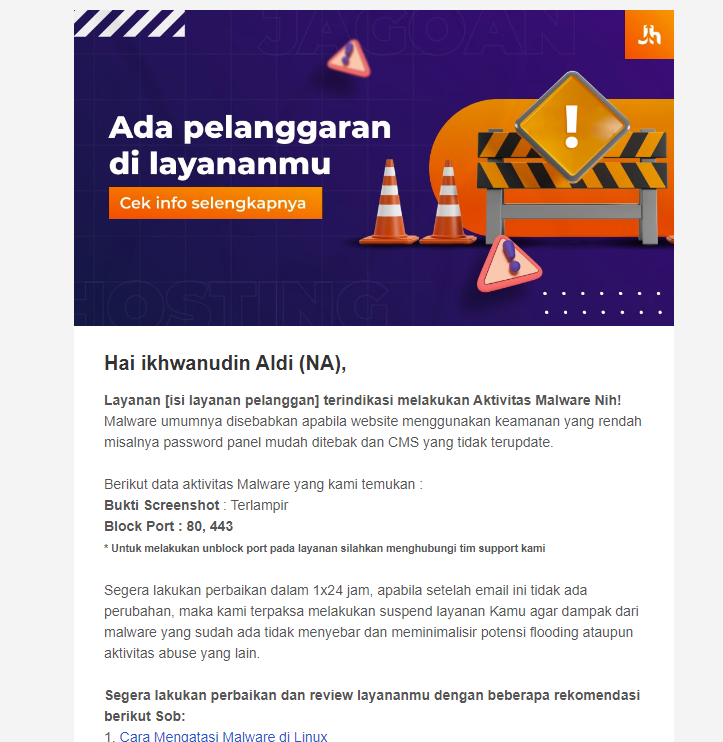 JAGOAN
Jh
Ada pelanggaran
di layananmu
Cek info selengkapnya
HOSTING
Hai ikhwanudin Aldi (NA),
Layanan [isi layanan pelanggan] terindikasi melakukan Aktivitas Malware Nih!
Malware umumnya disebabkan apabila website menggunakan keamanan yang rendah
misalnya password panel mudah ditebak dan CMS yang tidak terupdate.
Berikut data aktivitas Malware yang kami temukan :
Bukti Screenshot : Terlampir
Block Port : 80, 443
* Untuk melakukan unblock port pada layanan silahkan menghubungi tim support kami
Segera lakukan perbaikan dalam 1x24 jam, apabila setelah email ini tidak ada
perubahan, maka kami terpaksa melakukan suspend layanan Kamu agar dampak dari
malware yang sudah ada tidak menyebar dan meminimalisir potensi flooding ataupun
aktivitas abuse yang lain.
Segera lakukan perbaikan dan review layananmu dengan beberapa rekomendasi
berikut Sob:
1. Cara Mengatasi Malware di Linux